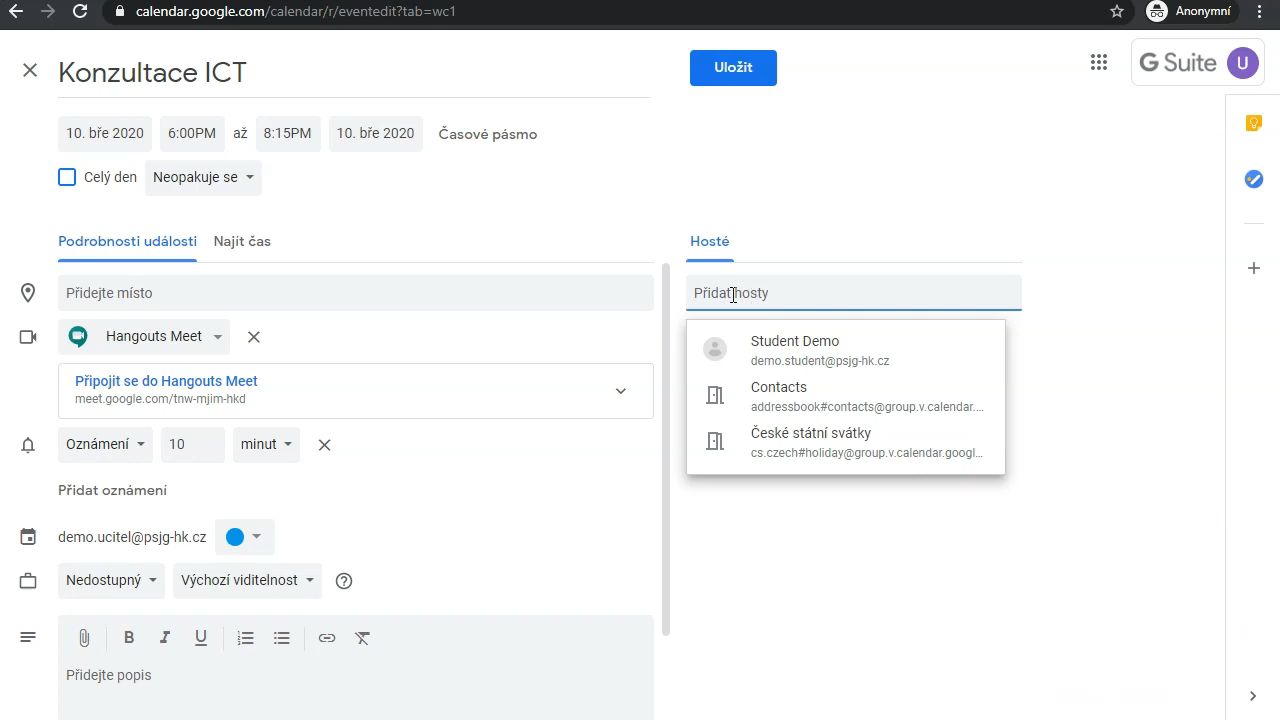 calendar.google.com/calendar/r/eventedit?tab=wc1
Anonymní
Konzultace ICT
Uložit
G Suite
U
10. bře 2020
6:00PM
až
8:15PM
10. bře 2020
Časové pásmo
Celý den
Neopakuje se
Podrobnosti události
Najít čas
Hosté
Přidejte místo
Přidat hosty
Hangouts Meet
Student Demo
demo.student@psjg-hk.cz
Připojit se do Hangouts Meet
meet.google.com/tnw-mjim-hkd
Contacts
addressbook#contacts@group.v.calendar....
České státní svátky
cs.czech#holiday@group.v.calendar.googl...
Oznámení
10
minut
Přidat oznámení
demo.ucitel@psjg-hk.cz
Nedostupný
Výchozí viditelnost
B I U
Přidejte popis